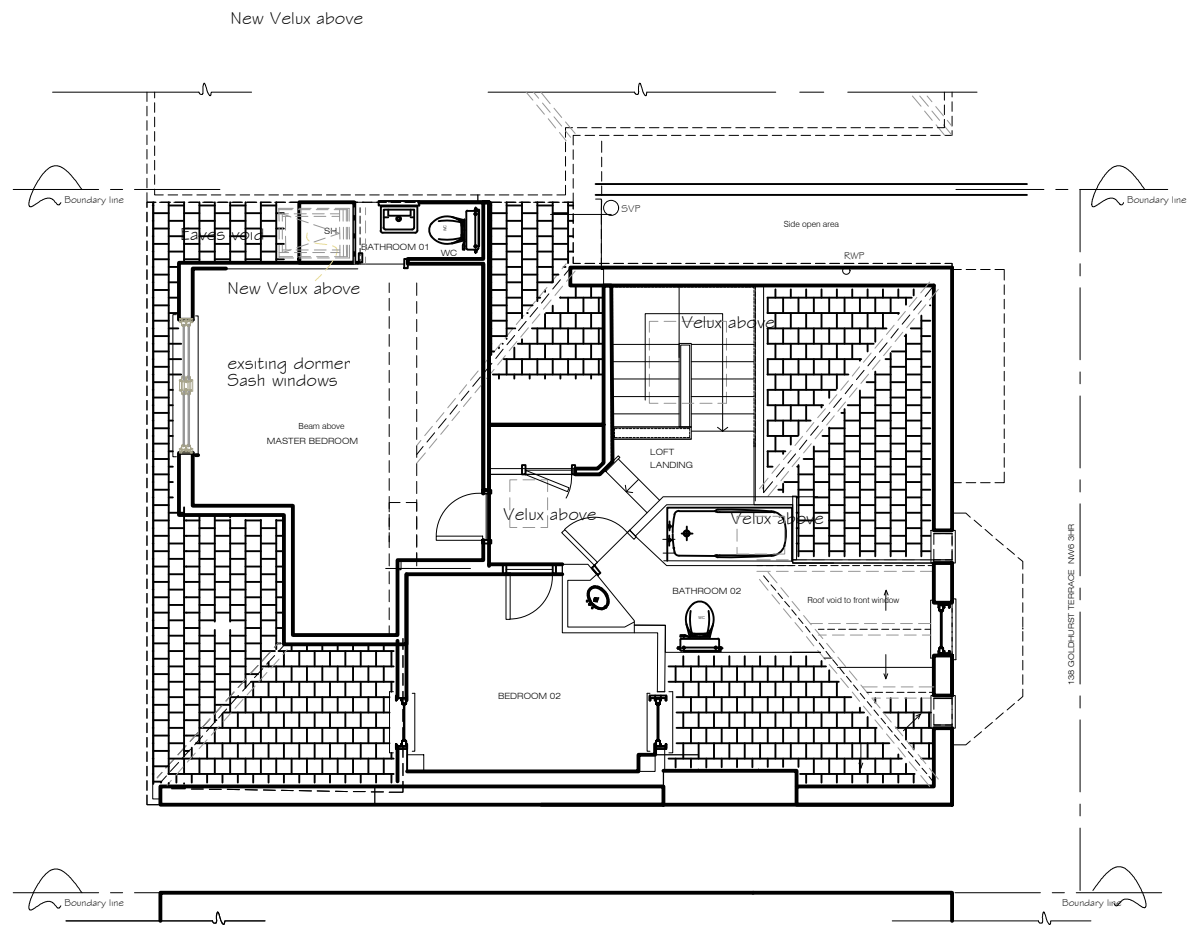 New Velux above
Boundary line
Boundary line
SVP
Side open area
Eaves void
SH
BATHROOM 01
WC
RWP
New Velux above
Velux above
exsiting dormer
Sash windows
Beam above
MASTER BEDROOM
LOFT
LANDING
Velux above
Velux above
BATHROOM 02
Roof void to front window
WC
138 GOLDHURST TERRACE NW6 3HR
BEDROOM 02
Boundary line
Boundary line